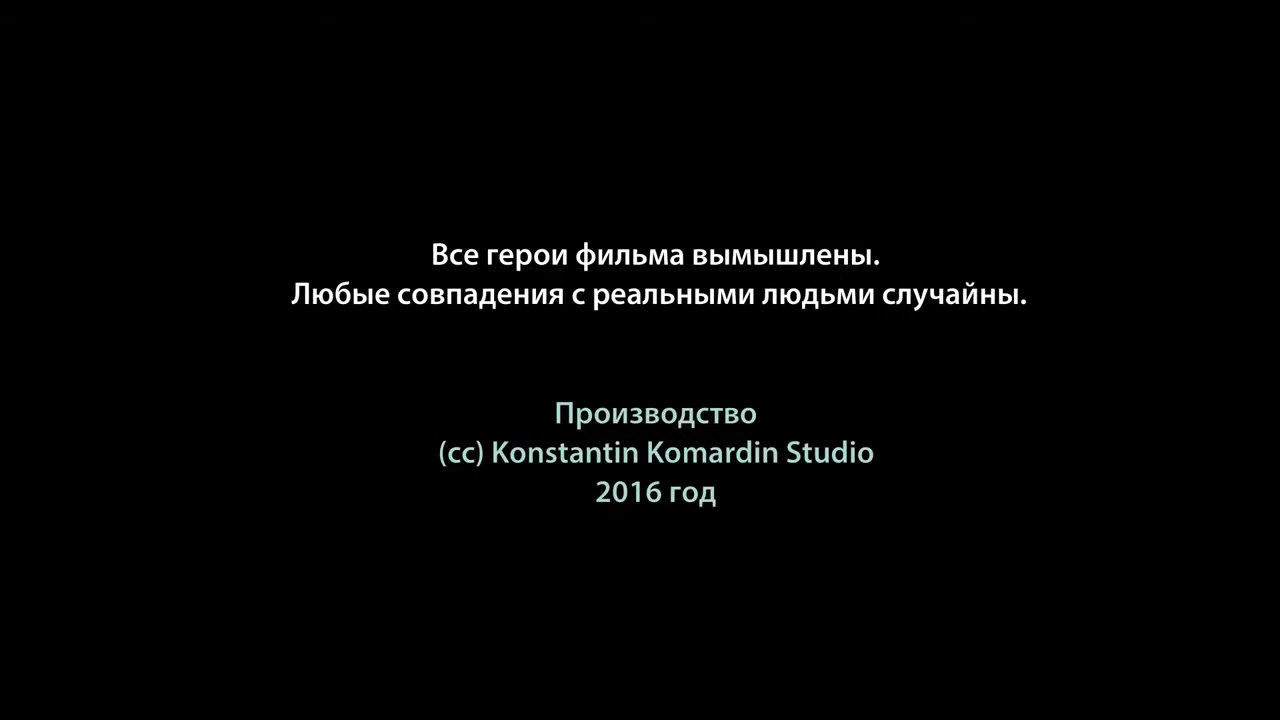 Все герои фильма вымышлены.
Любые совпадения с реальными людьми случайны.
Производство
(cc) Konstantin Komardin Studio
2016 год